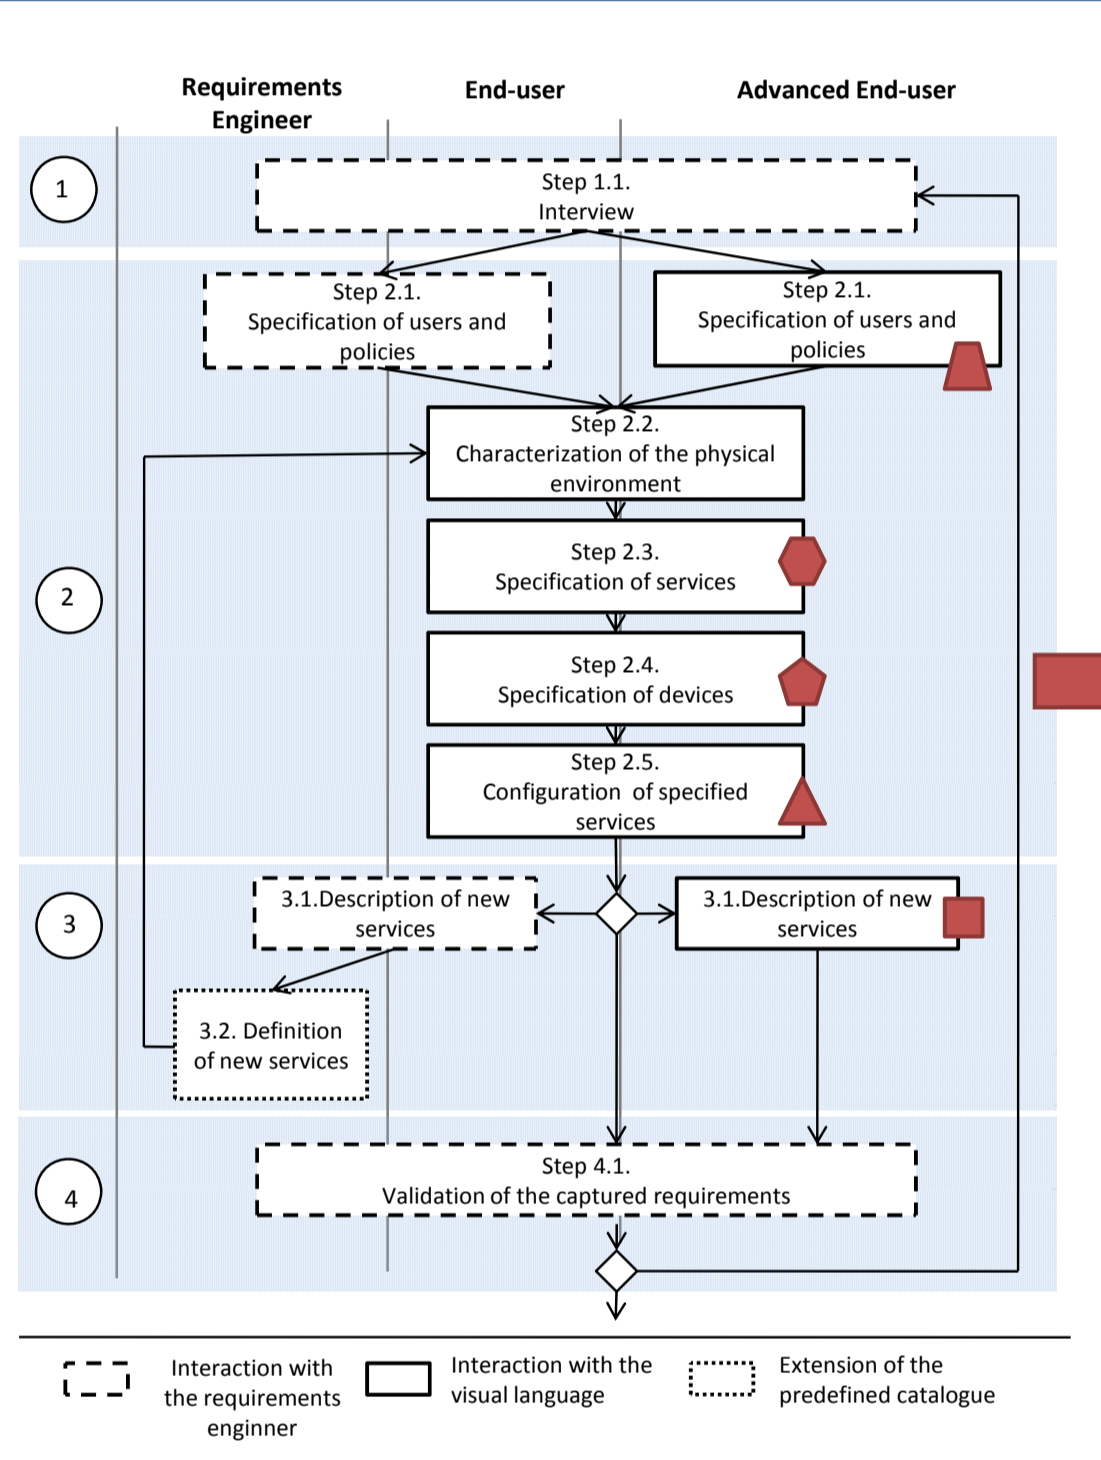 Requirements
Engineer
End-user
Advanced End-user
1
Step 1.1.
Interview
Step 2.1.
Specification of users and
policies
Step 2.1.
Specification of users and
policies
2
Step 2.2.
Characterization of the physical
environment
Step 2.3.
Specification of services
Step 2.4.
Specification of devices
Step 2.5.
Configuration of specified
services
3
3.1.Description of new
services
3.1.Description of new
services
3.2. Definition
of new services
4
Step 4.1.
Validation of the captured requirements
Interaction with
the requirements
enginner
Interaction with the
visual language
Extension of the
predefined catalogue